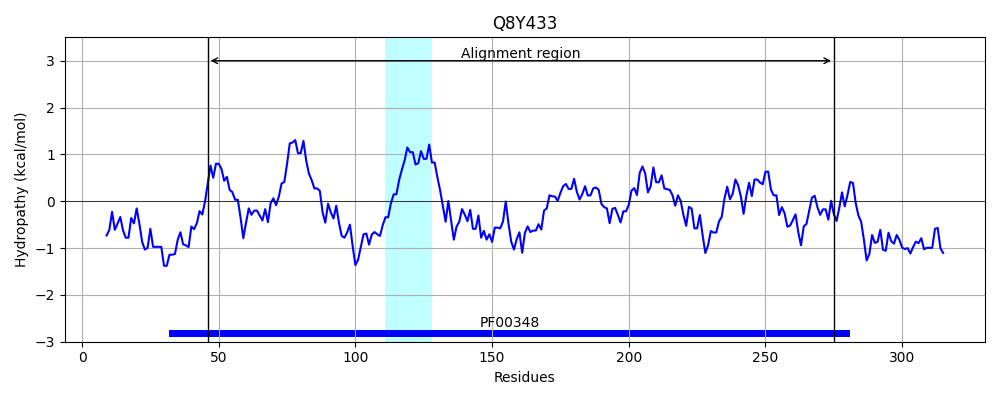 Q8Y433
Hydropathy (kcal/mol)
3
2
1
0
−1
−2
−3
Alignment region
PF00348
0
50
100
150
200
250
300
Residues